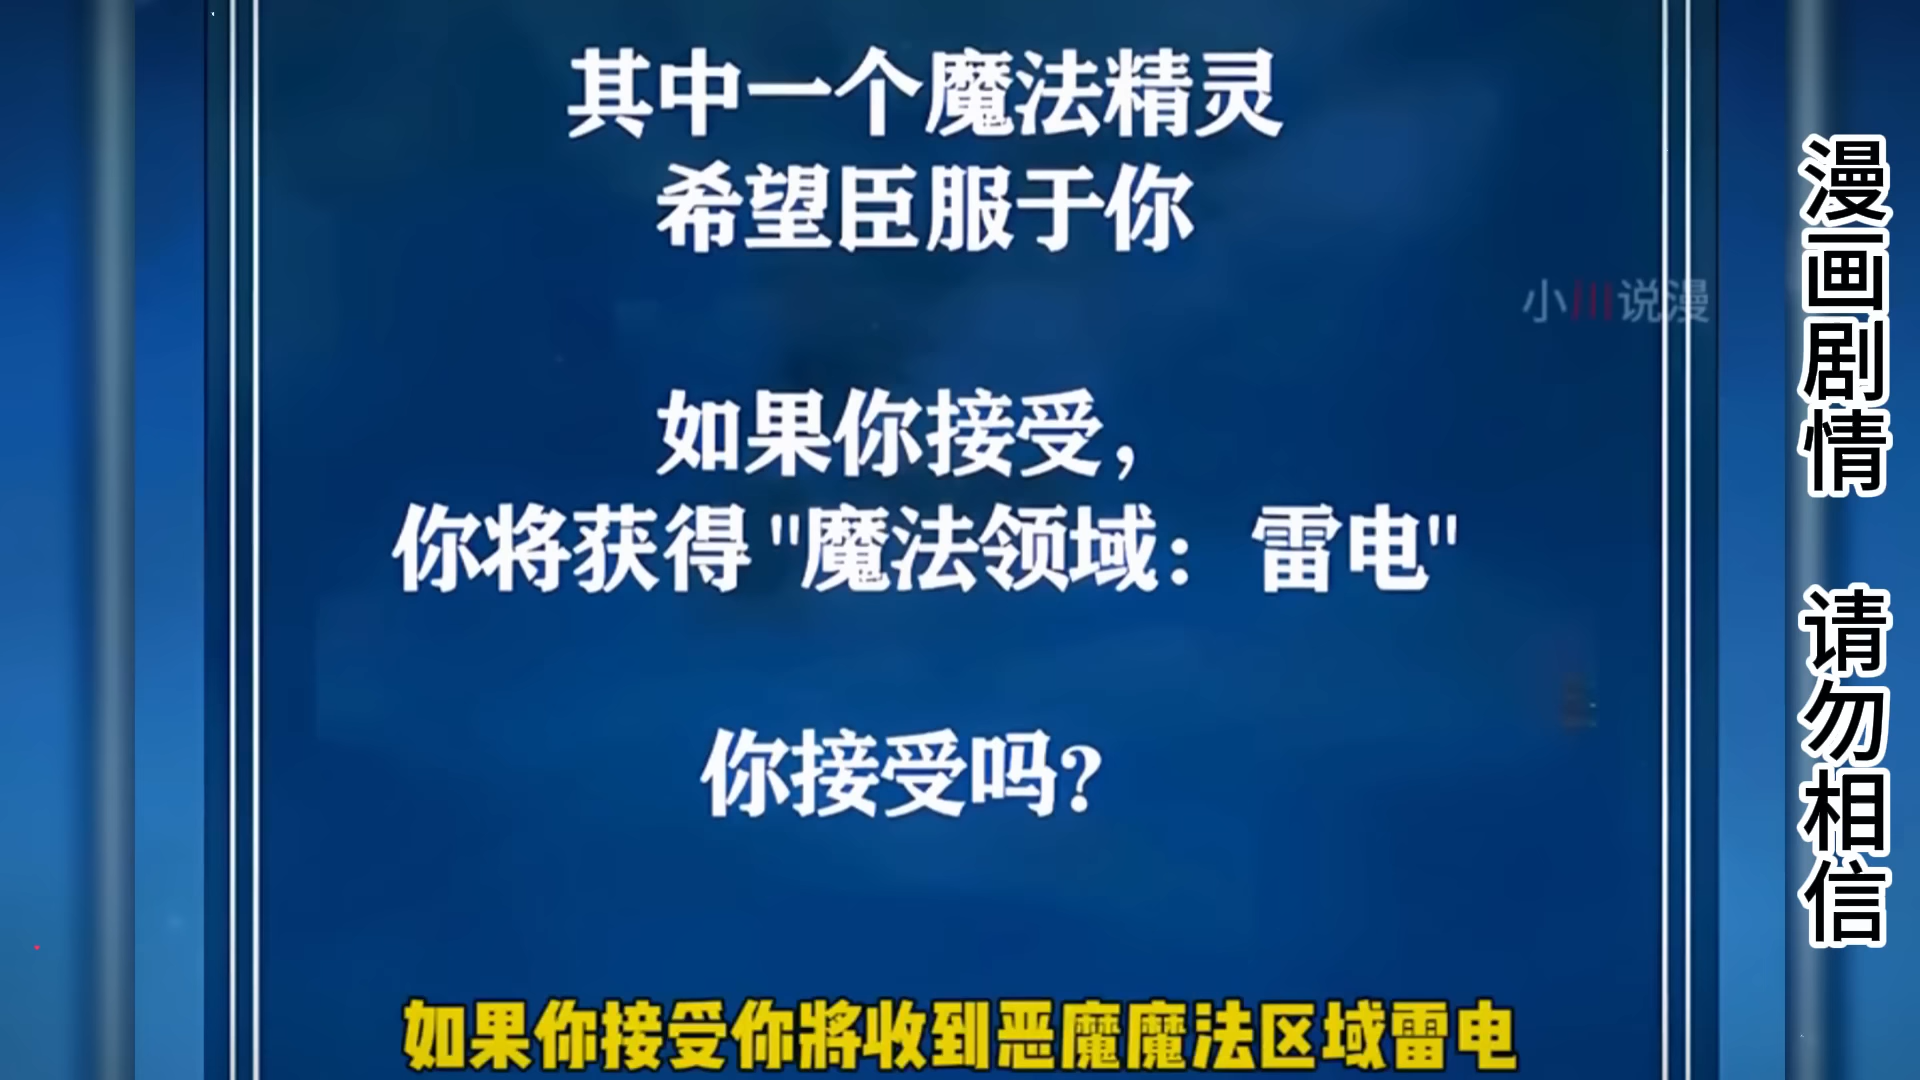 其中一个魔法精灵
希望臣服于你
小川说漫
如果你接受，
你将获得"魔法领域：雷电"
你接受吗？
如果你接受你將收到恶魔魔法区域雷电
漫画剧情 请勿相信